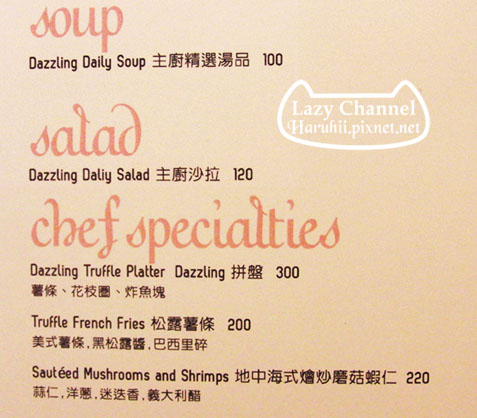 soup
Dazzling Daily Soup 主廚精選湯品 100
Lazy Channel
Haruhii.pixnet.net
salad
Dazzling Daliy Salad 主廚沙拉 120
chef specialties
Dazzling Truffle Platter Dazzling 拼盤 300
薯條、花枝圈、炸魚塊
Truffle French Fries 松露薯條 200
美式薯條,黑松露醬,巴西里碎
Sautéed Mushrooms and Shrimps 地中海式燴炒磨菇蝦仁 220
蒜仁,洋蔥,迷迭香,義大利醋